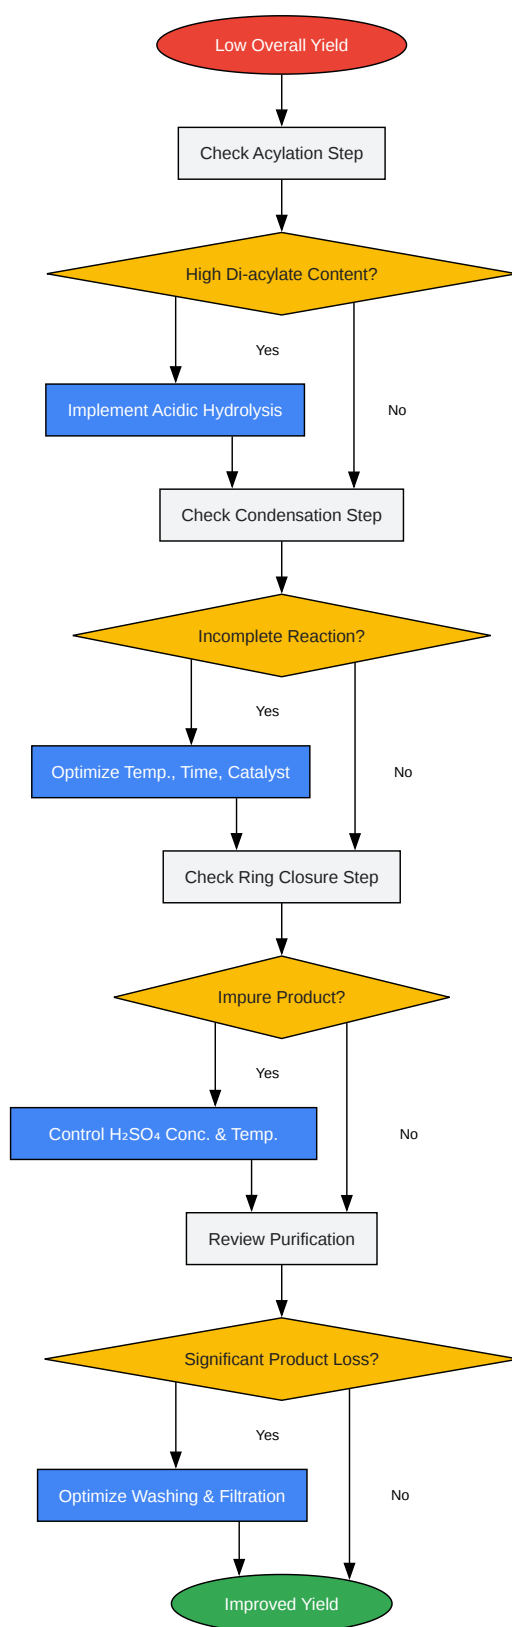 Low Overall Yield
Check Acylation Step
High Di-acylate Content?
Yes
Implement Acidic Hydrolysis
No
Check Condensation Step
Incomplete Reaction?
Yes
Optimize Temp., Time, Catalyst
No
Check Ring Closure Step
Impure Product?
Yes
Control H₂SO₄ Conc. & Temp.
No
Review Purification
Significant Product Loss?
Yes
Optimize Washing & Filtration
No
Improved Yield